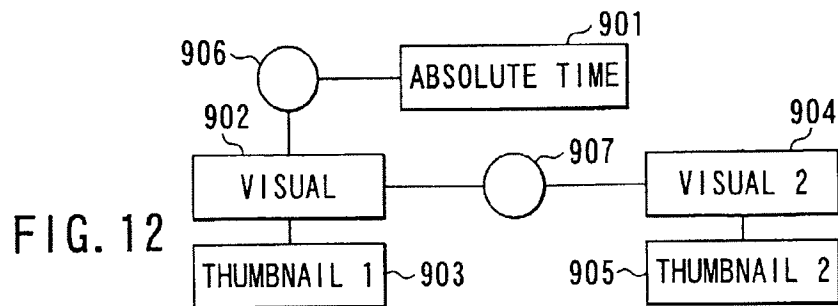 901
906
ABSOLUTE TIME
902
904
907
VISUAL
VISUAL 2
FIG. 12
THUMBNAIL 1
903
905
THUMBNAIL 2